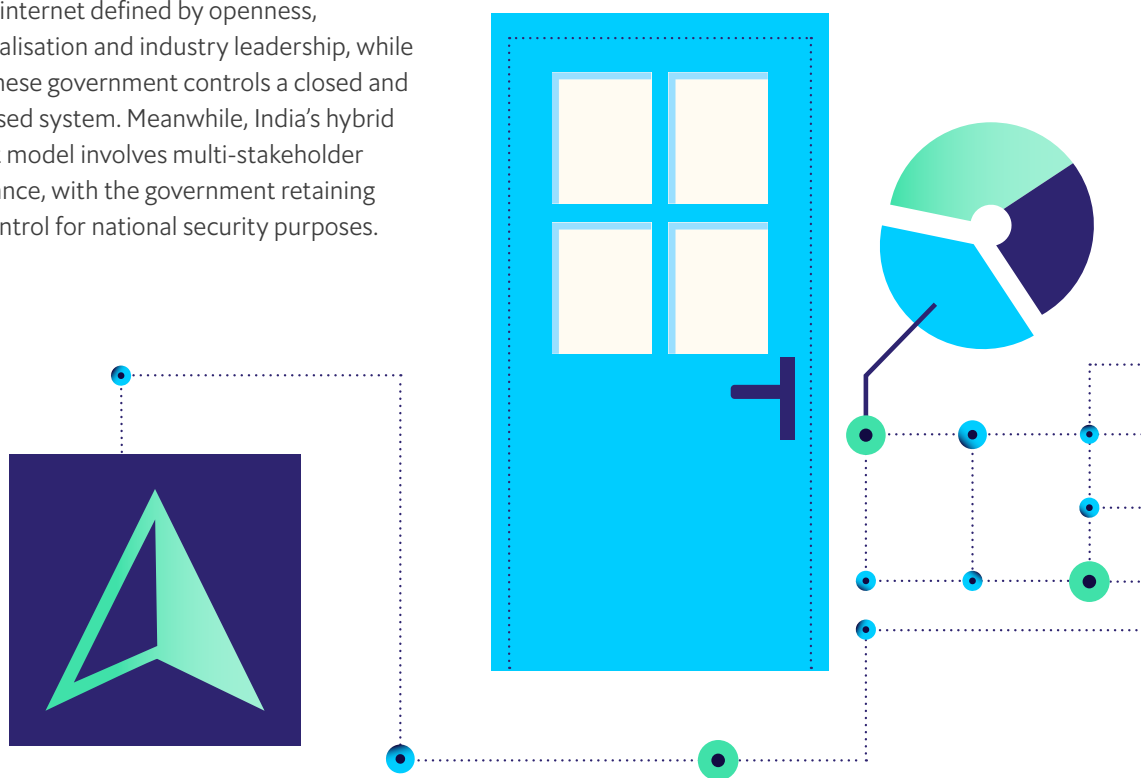 internet defined by openness,
alisation and industry leadership, while
nese government controls a closed and
sed system. Meanwhile, India’s hybrid
model involves multi-stakeholder
ance, with the government retaining
ntrol for national security purposes.